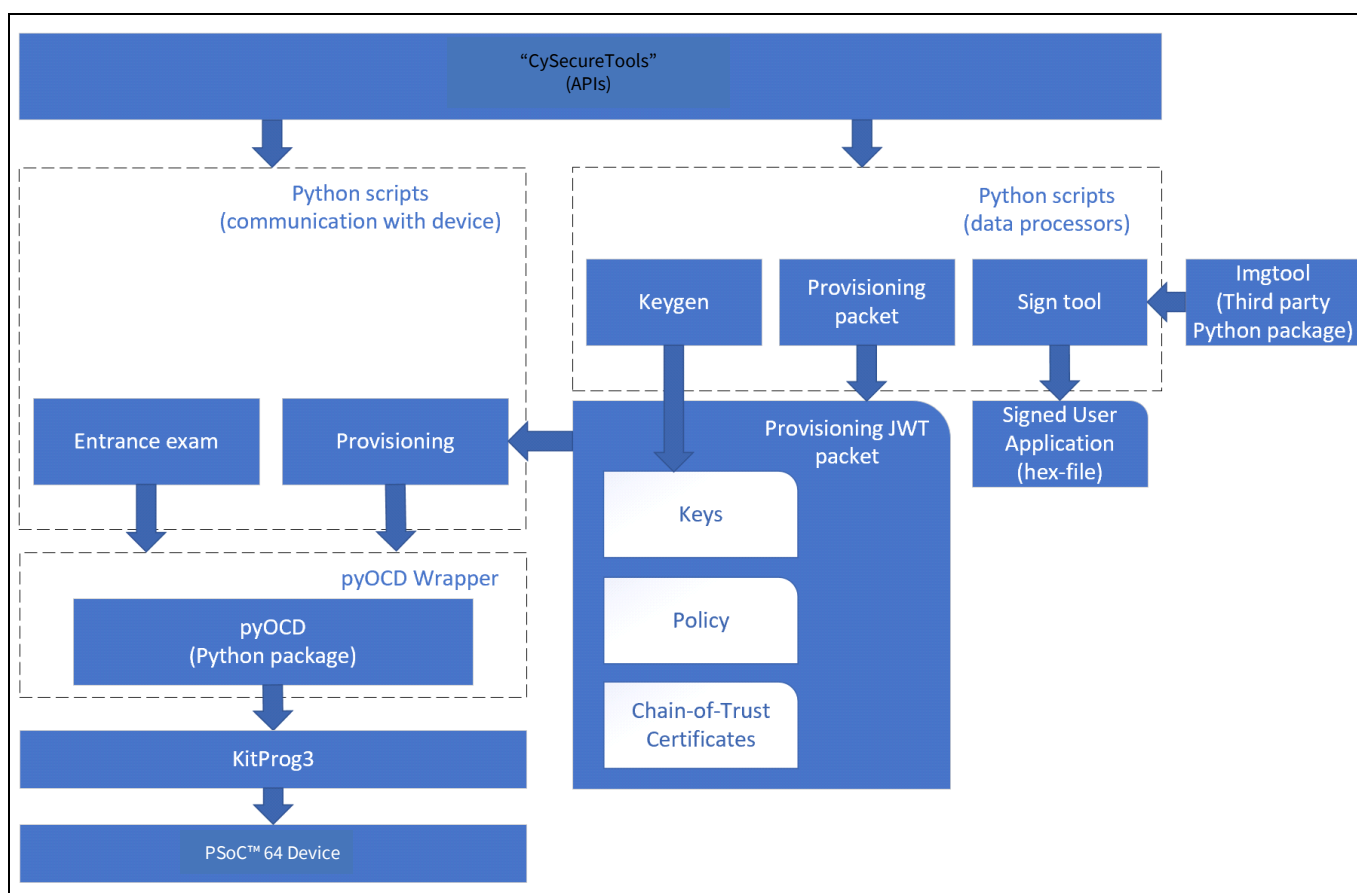 “CySecureTools”
(APIs)
Python scripts
(communication with device)
Python scripts
(data processors)
Keygen
Provisioning
packet
Sign tool
Imgtool
(Third party
Python package)
Entrance exam
Provisioning
Provisioning JWT
packet
Signed User
Application
(hex-file)
Keys
Policy
Chain-of-Trust
Certificates
pyOCD Wrapper
pyOCD
(Python package)
KitProg3
PSoC™ 64 Device